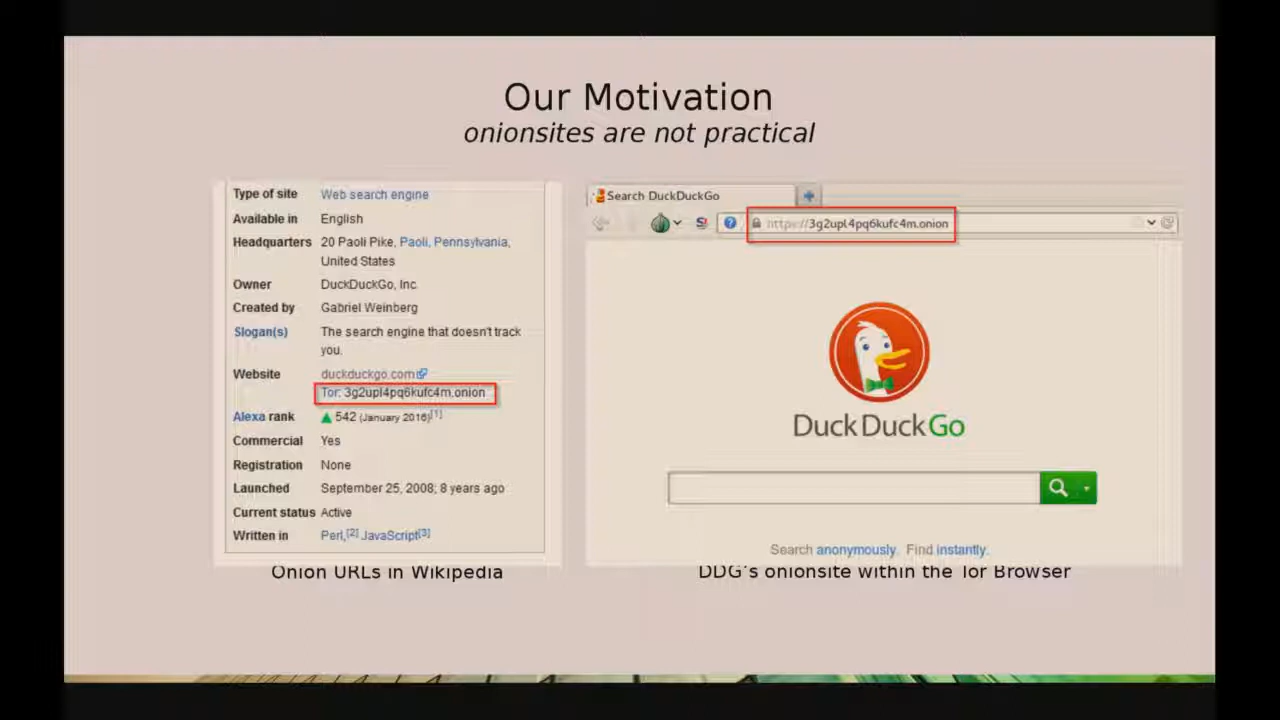 Our Motivation
onionsites are not practical
Type of site Web search engine
Available in English
Headquarters 20 Paoli Pike, Paoli, Pennsylvania,
United States
Owner DuckDuckGo, Inc.
Created by Gabriel Weinberg
Slogan(s) The search engine that doesn't track
you.
Website duckduckgo.com
Tor: 3g2upl4pq6kufc4m.onion
Alexa rank ▲ 542 (January 2016)[1]
Commercial Yes
Registration None
Launched September 25, 2008; 8 years ago
Current status Active
Written in Perl,[2] JavaScript[3]
Onion URLs in Wikipedia
Search DuckDuckGo
https://3g2upl4pq6kufc4m.onion
DuckDuckGo
Search anonymously. Find instantly.
DDG's onionsite within the Tor Browser